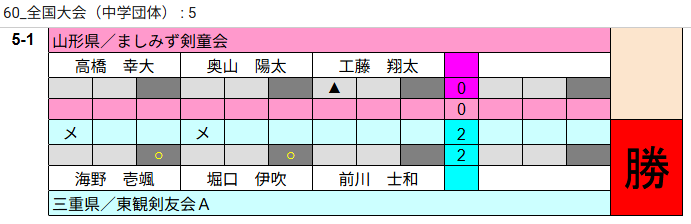 60_全国大会（中学団体）: 5
5-1 山形県／ましみず剣童会
高橋　幸大 奥山　陽太 工藤　翔太
▲ 0
0
メ メ 2
○ ○ 2
海野　壱颯 堀口　伊吹 前川　士和
勝
三重県／東観剣友会Ａ